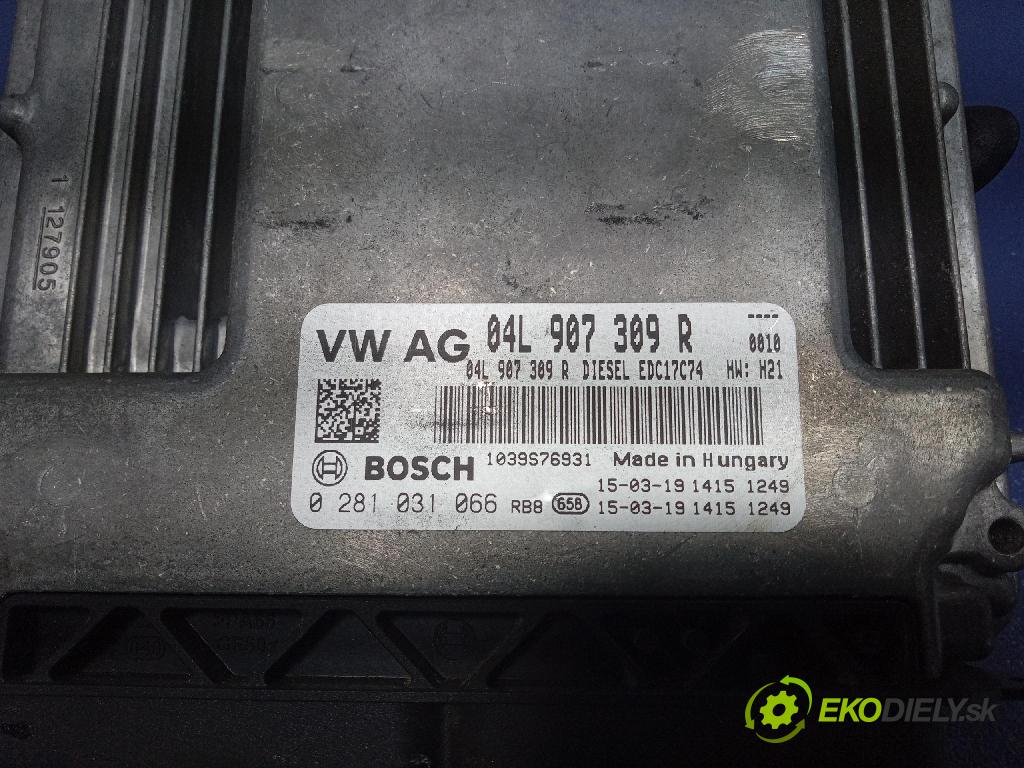 1 127905
VW AG 04L 907 309 R ----
0010
04L 907 309 R DIESEL EDC17C74 HW: H21
BOSCH 1039S76931 Made in Hungary
15-03-19 1415 1249
0 281 031 066 RB8 658 15-03-19 1415 1249
EKODIELY.sk